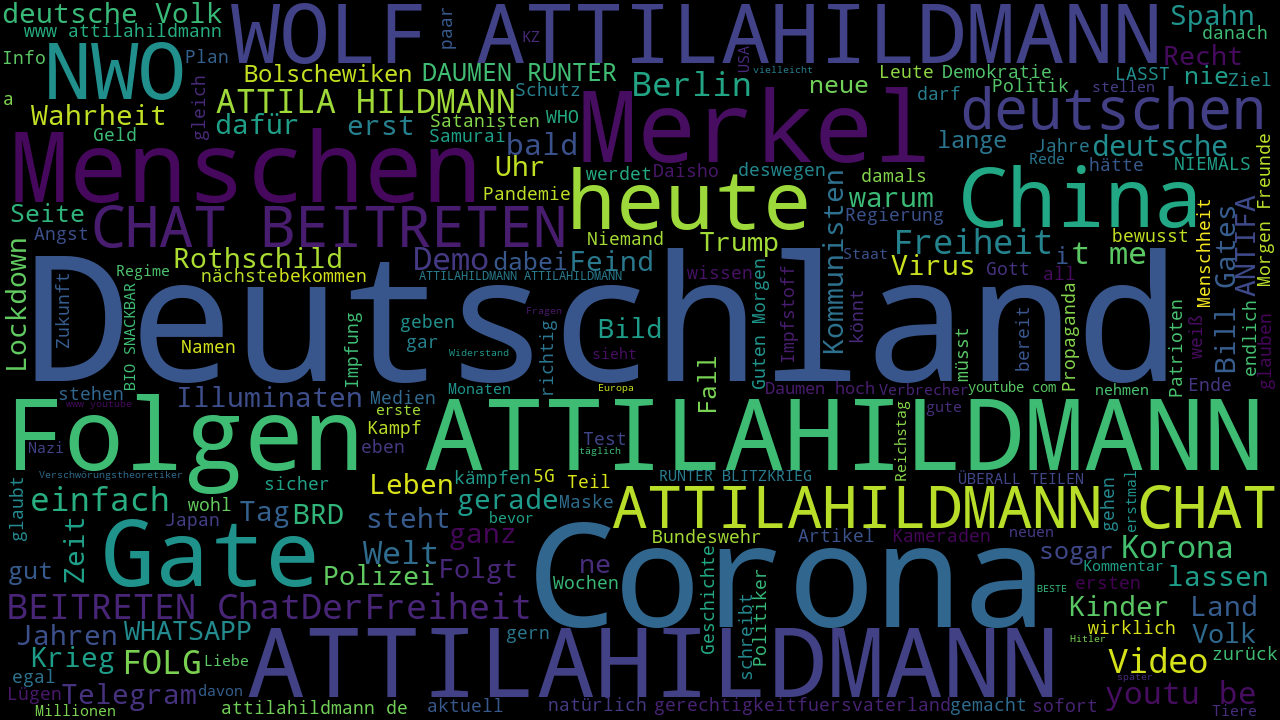 deutsche Volk
www attilahildmann
Info
NWO
Plan
a
WOLF ATTILAHILDMANN
paar
KZ
USA
vielleicht
Spahn
danach
Recht
Bolschewiken
DAUMEN RUNTER
Schutz
Berlin
neue
Leute
Demokratie
Politik
LASST
stellen
nie
Ziel
Wahrheit
Geld
gleich
ATTILA HILDMANN
dafür
erst
Satanisten
Samurai
WHO
bald
Merkel
darf
deutschen
lange
Jahre
Rede
deutsche
hätte
NIEMALS
Menschen
Uhr
Pandemie
werdet
Daisho
deswegen
damals
warum
Regierung
China
Morgen Freunde
Seite
Angst
CHAT BEITRETEN
heute
Niemand
Trump
Kommunisten
Freiheit
Staat
i
t me
bewusst
Menschheit
Gates
ANTIFA
Lockdown
Zukunft
Regime
Rothschild
nächstebekommen
Demo
dabei
Feind
ATTILAHILDMANN ATTILAHILDMANN
wissen
Guten Morgen
Impfstoff
könnt
Virus
Gott
all
Deutschland
BIO SNACKBAR
Namen
Impfung
geben
gar
Fragen
Widerstand
richtig
Bild
sieht
müsst
bereit
Propaganda
Patrioten
weiß
Bill
endlich
glauben
stehen
www youtube
Illuminaten
Medien
Monaten
Europa
Fall
Daumen hoch
Verbrecher
youtube com
nehmen
Ende
Folgen
ATTILAHILDMANN
erste
Kampf
eben
Test
täglich
Reichstag
gute
Nazi
Verschwörungstheoretiker
glaubt
sicher
Leben
kämpfen
5G
Teil
RUNTER BLITZKRIEG
ÜBERALL TEILEN
gehen
erstmal
einfach
wohl
Japan
Tag
BRD
steht
gerade
bevor
Maske
ATTILAHILDMANN CHAT
Zeit
Gate
ganz
Corona
Bundeswehr
Artikel
Kameraden
neuen
sogar
Korona
Kommentar
gut
Polizei
Welt
Folgt
ne
Wochen
BESTE
ersten
lassen
BEITRETEN ChatDerFreiheit
Geschichte
schreibt
Politiker
Kinder
wirklich
Land
Volk
Hitler
zurück
Jahren
WHATSAPP
gern
Krieg
FOLG
Liebe
ATTILAHILDMANN
Video
später
egal
Lügen
Telegram
davon
youtu be
Millionen
attilahildmann de
aktuell
natürlich
gerechtigkeitfuersvaterland
gemacht
sofort
Tiere